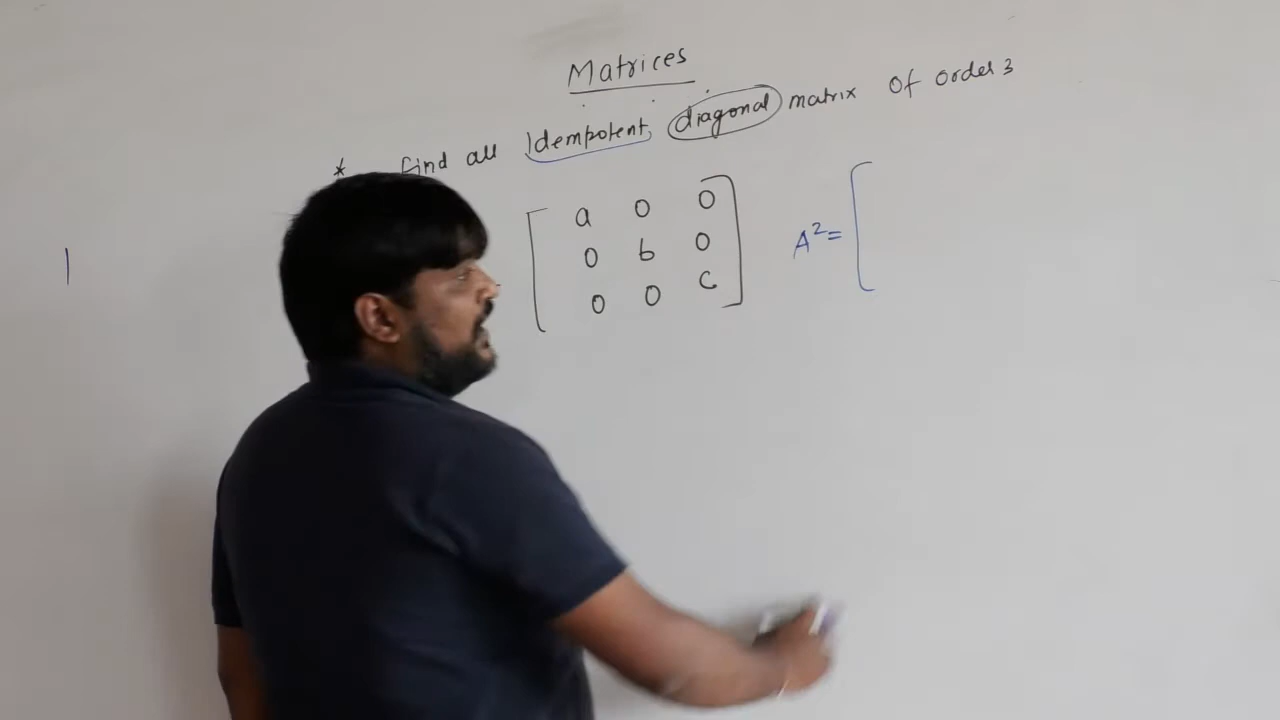 Matrices
* find all Idempotent, diagonal matrix of order 3
a 0 0
0 b 0 A²=
0 0 c